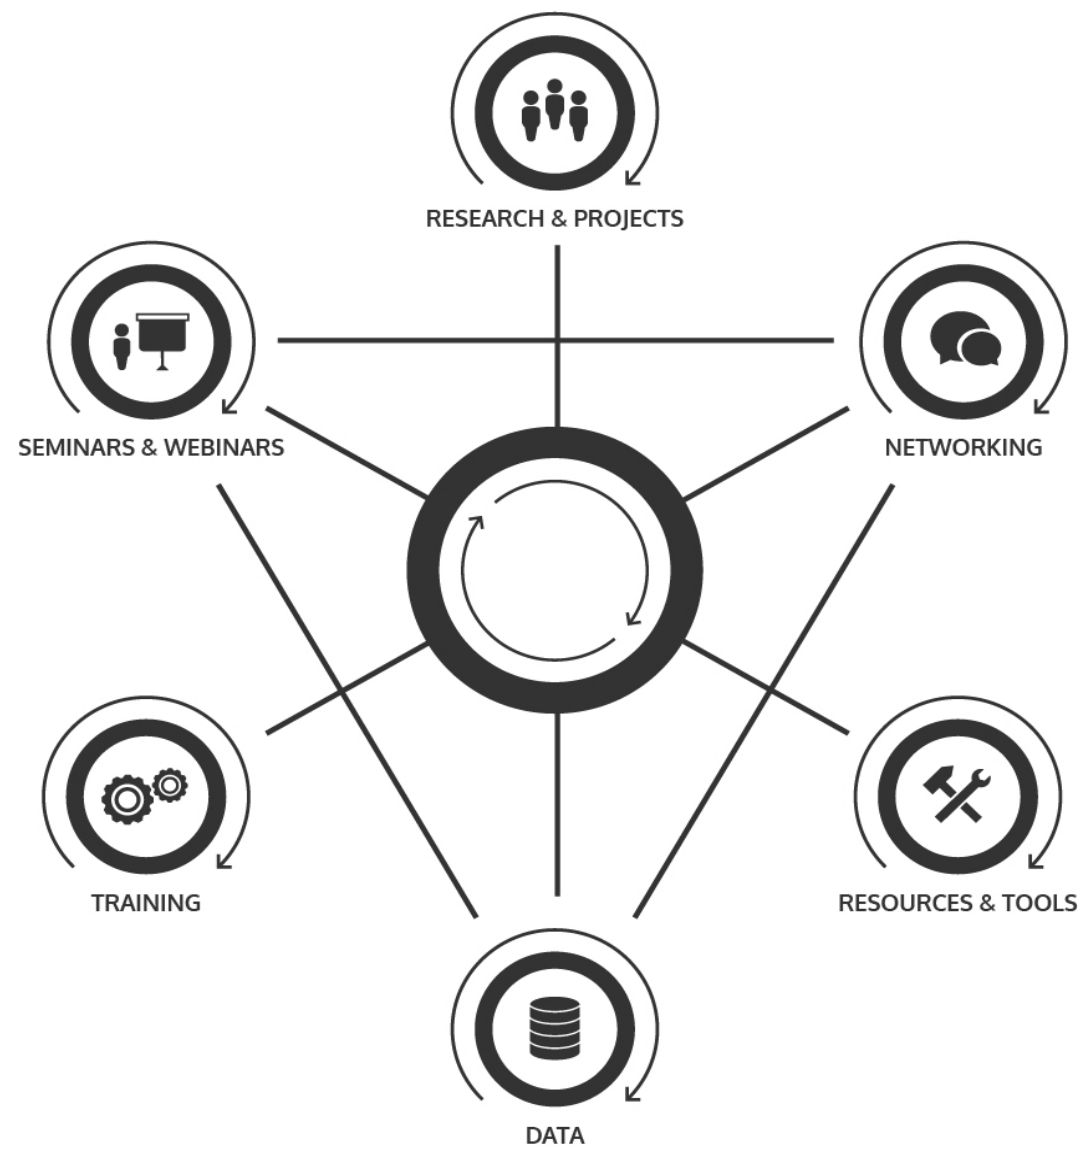 RESEARCH & PROJECTS
SEMINARS & WEBINARS
NETWORKING
TRAINING
RESOURCES & TOOLS
DATA